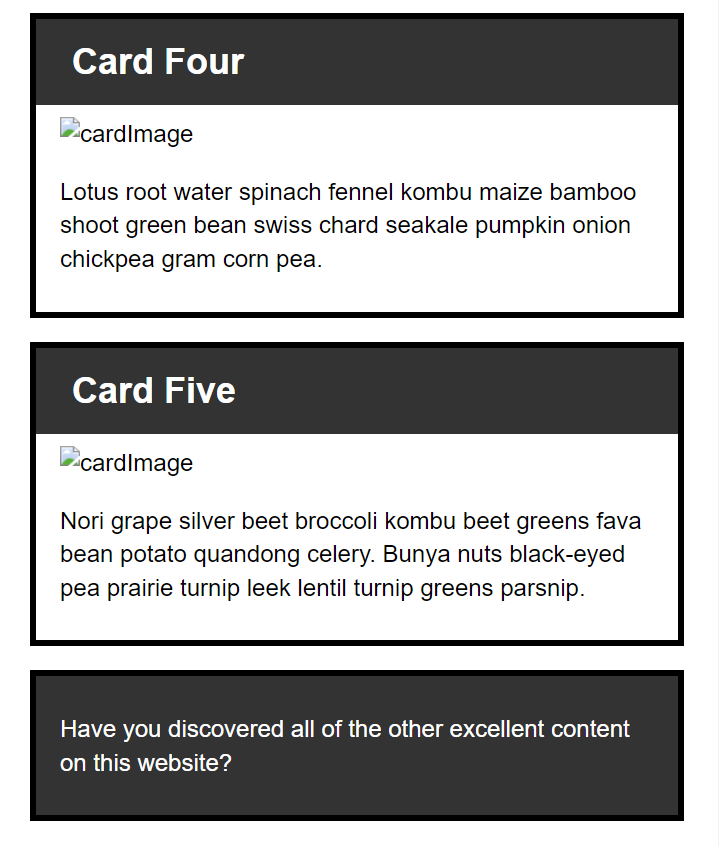 Card Four
cardImage
Lotus root water spinach fennel kombu maize bamboo
shoot green bean swiss chard seakale pumpkin onion
chickpea gram corn pea.
Card Five
cardImage
Nori grape silver beet broccoli kombu beet greens fava
bean potato quandong celery. Bunya nuts black-eyed
pea prairie turnip leek lentil turnip greens parsnip.
Have you discovered all of the other excellent content
on this website?